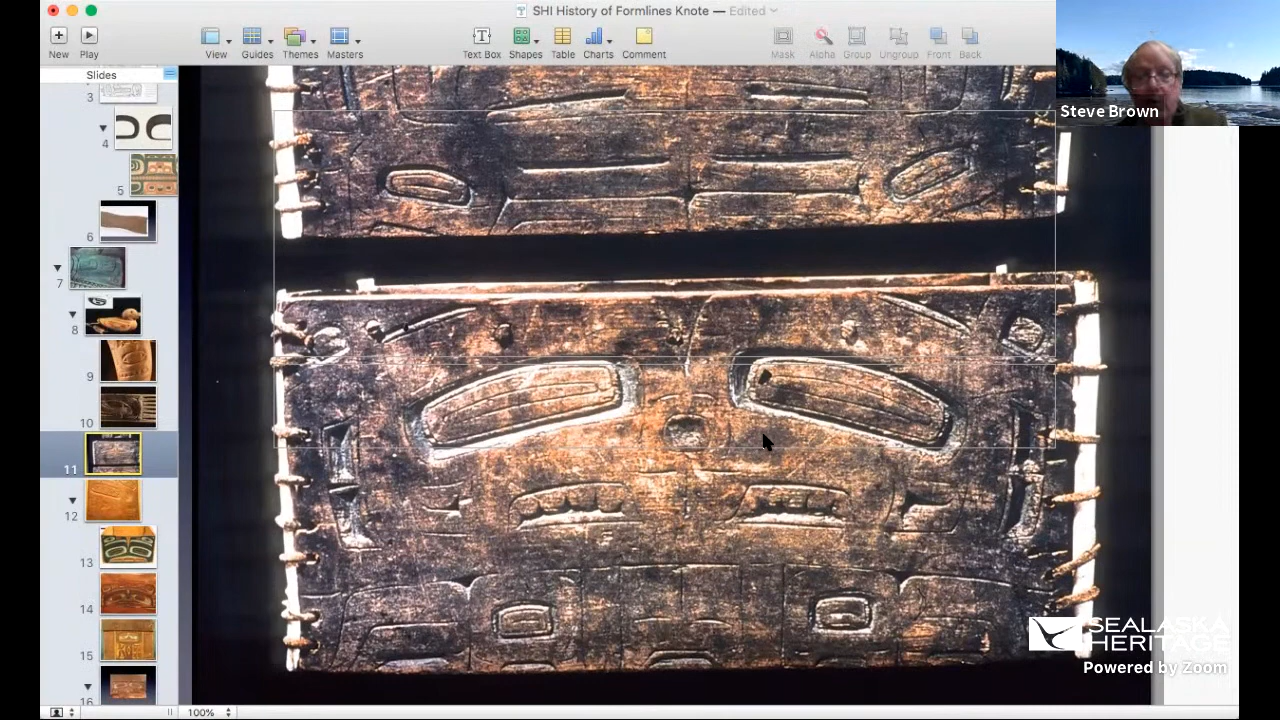 SHI History of Formlines Knote — Edited
New Play View Guides Themes Masters Text Box Shapes Table Charts Comment Mask Alpha Group Ungroup Front Back
Slides
3
4
5
6
7
8
9
10
11
12
13
14
15
16
Steve Brown
SEALASKA
HERITAGE
Powered by Zoom
100%